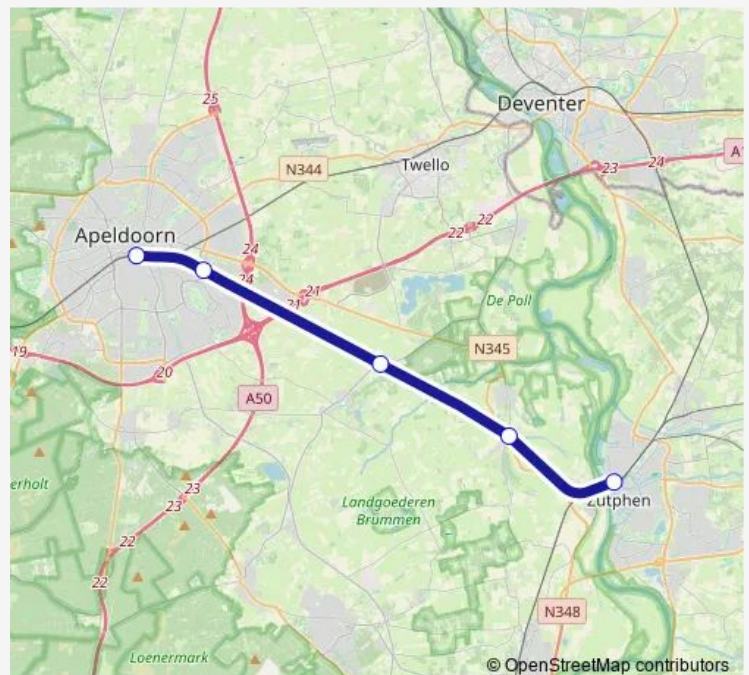 25
Deventer
A1
23
24
N344
Twello
Apeldoorn
22
22
24
24
21
21
De Poll
N345
19
20
A50
23
23
erholt
Landgoederen
Brummen
Zutphen
22
22
N348
Loenermark
© OpenStreetMap contributors